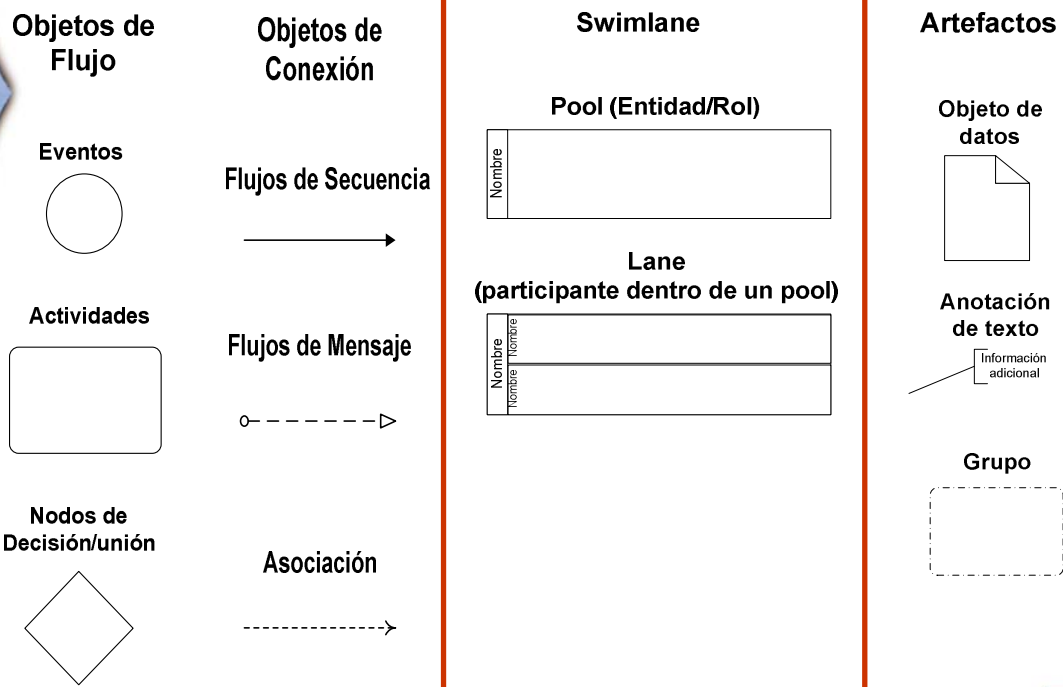 Objetos de
Flujo
Eventos
Actividades
Nodos de
Decisión/unión
Objetos de
Conexión
Flujos de Secuencia
Flujos de Mensaje
Asociación
Swimlane
Pool (Entidad/Rol)
Nombre
Lane
(participante dentro de un pool)
Nombre
Nombre
Nombre
Artefactos
Objeto de
datos
Anotación
de texto
Información
adicional
Grupo